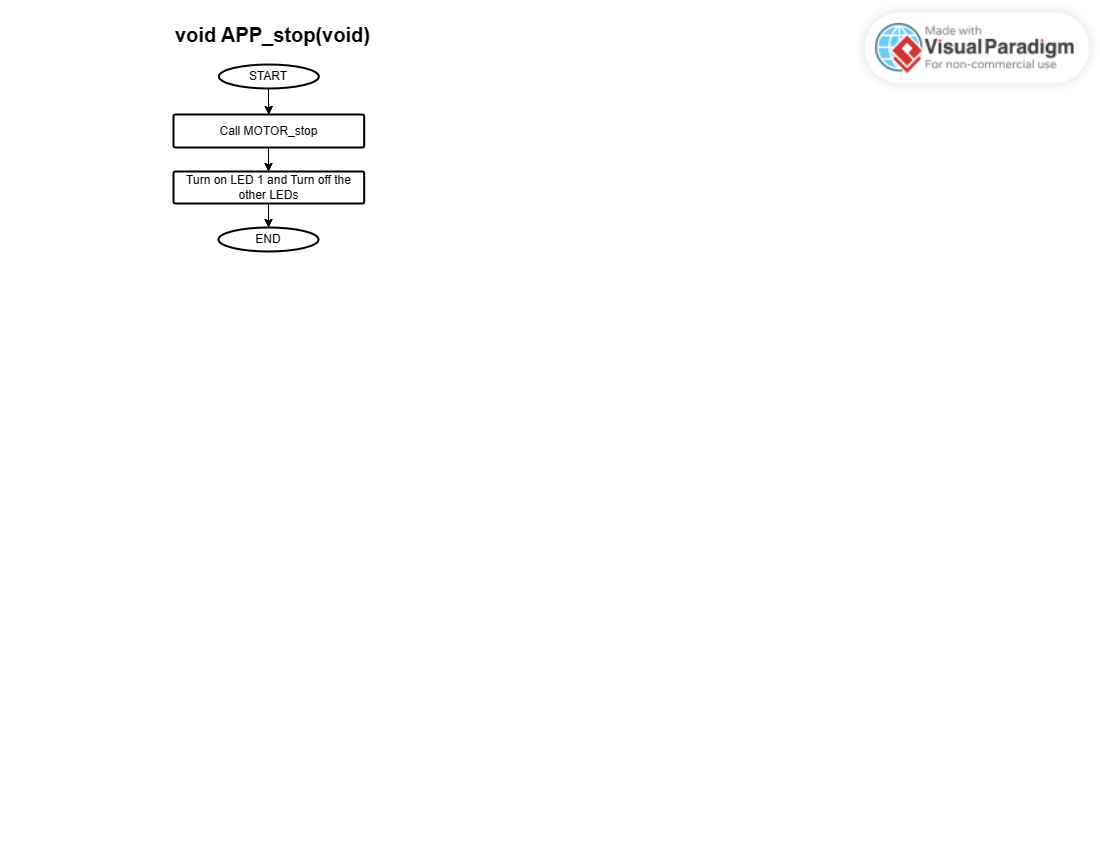 void APP_stop(void)
Made with
Visual Paradigm
For non-commercial use
START
Call MOTOR_stop
Turn on LED 1 and Turn off the
other LEDs
END